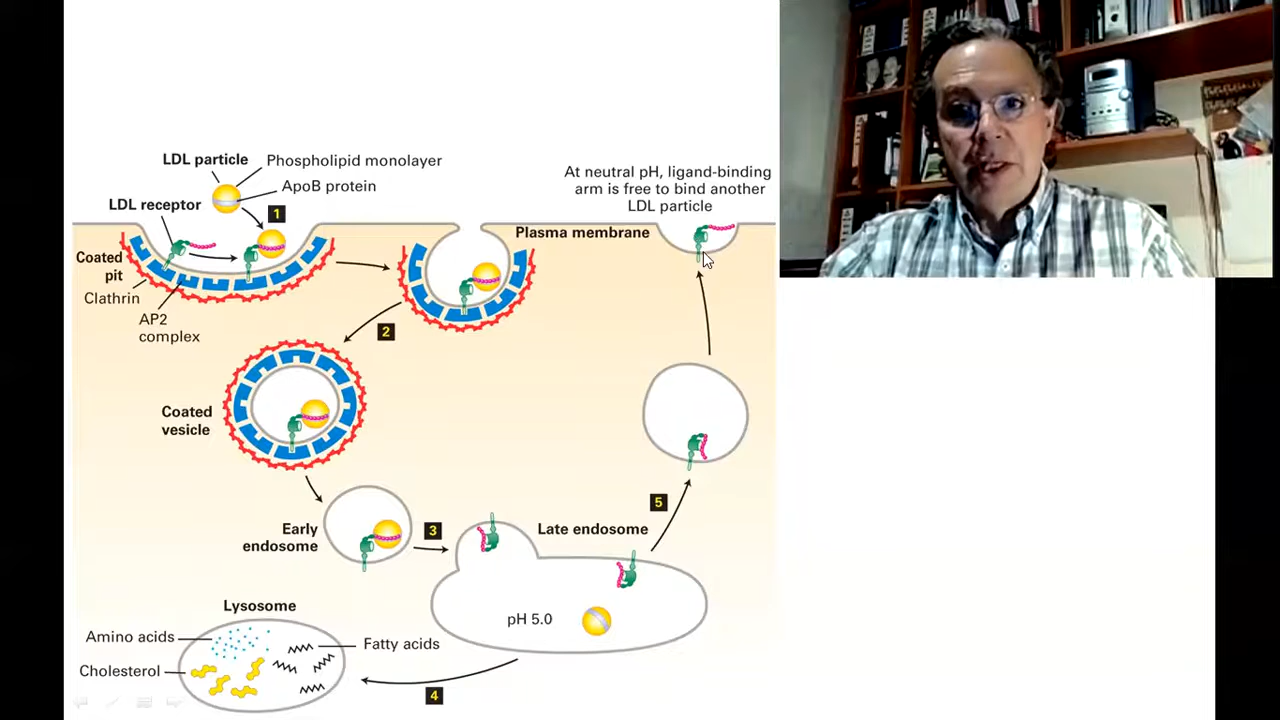 LDL particle
Phospholipid monolayer
ApoB protein
LDL receptor
1
At neutral pH, ligand-binding
arm is free to bind another
LDL particle
Plasma membrane
Coated
pit
Clathrin
AP2
complex
2
Coated
vesicle
Early
endosome
3
Late endosome
5
pH 5.0
Lysosome
Amino acids
Fatty acids
Cholesterol
4